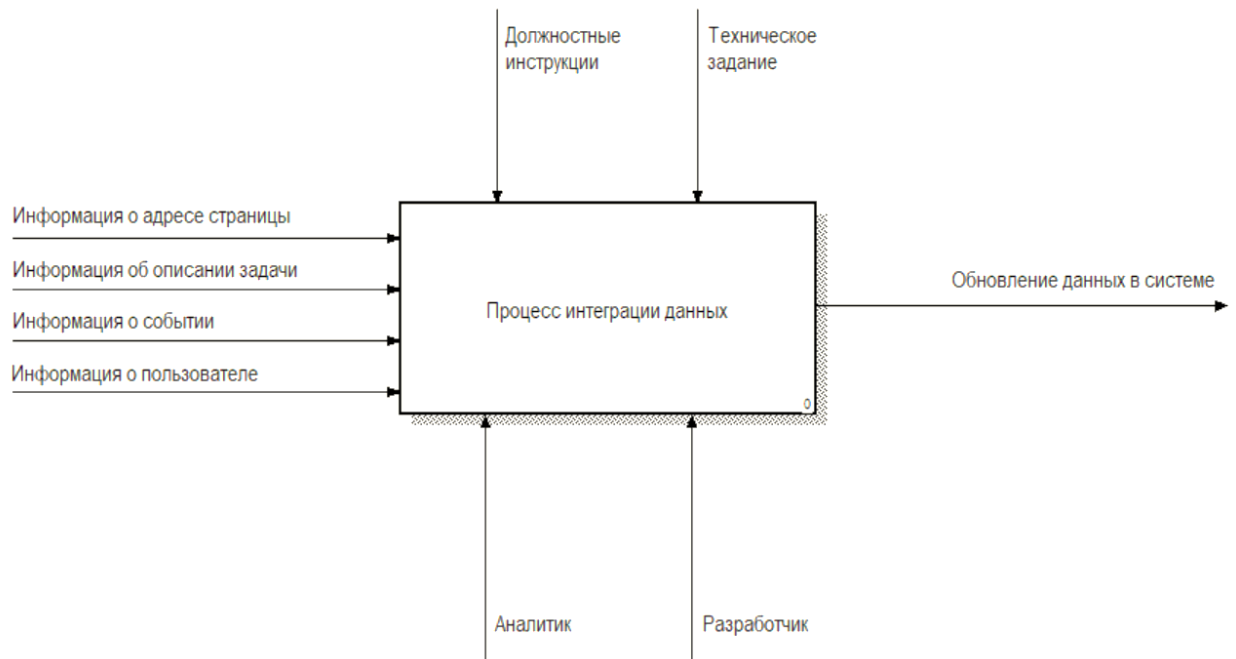 Должностные
инструкции
Техническое
задание
Информация о адресе страницы
Информация об описании задачи
Информация о событии
Информация о пользователе
Процесс интеграции данных
0
Обновление данных в системе
Аналитик
Разработчик